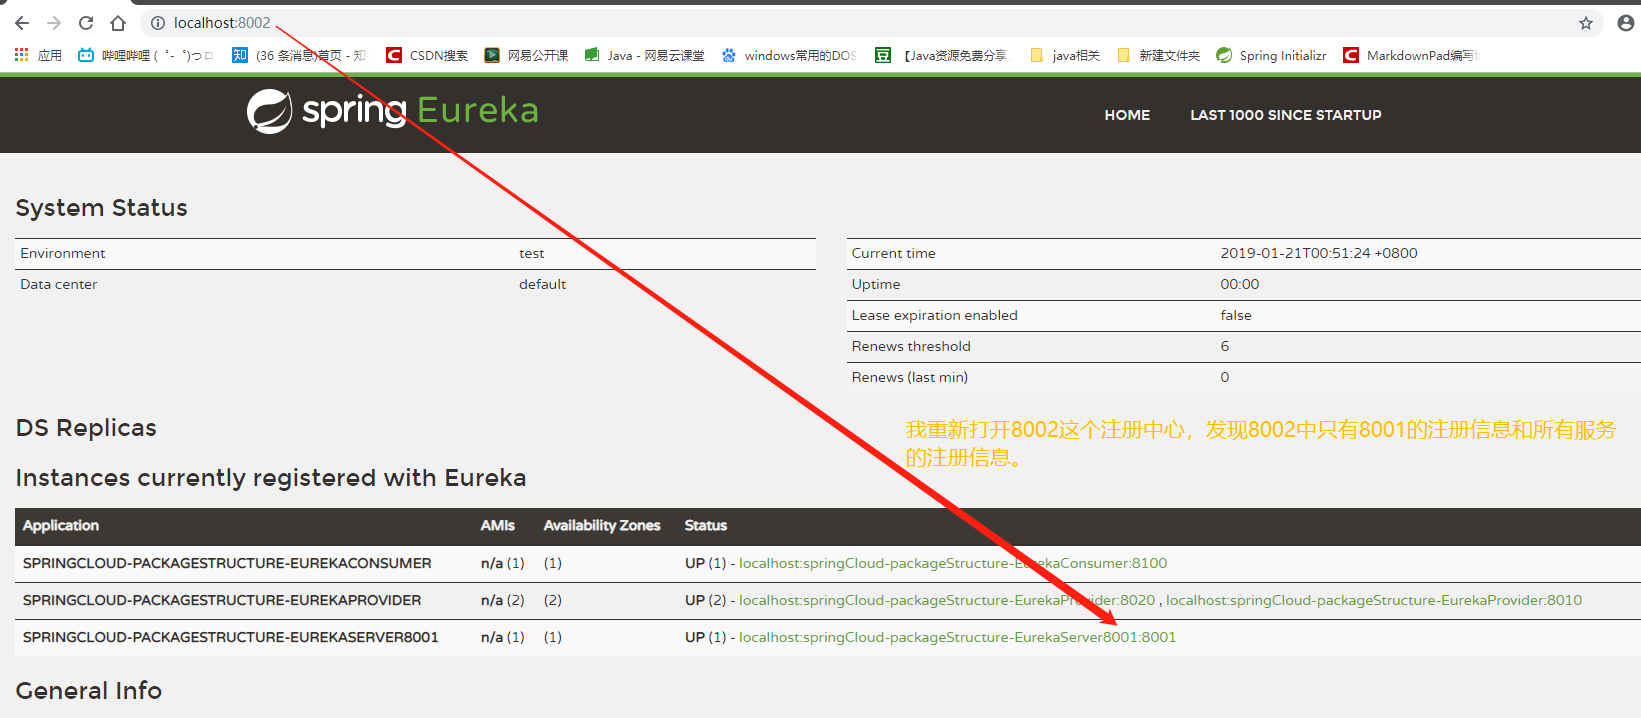 localhost:8002
应用 哔哩哔哩 ( ゜- ゜)つロ (36 条消息)首页 - 知 CSDN搜索 网易公开课 Java - 网易云课堂 windows常用的DOS 【Java资源免费分享 java相关 新建文件夹 Spring Initializr MarkdownPad编写
spring Eureka HOME LAST 1000 SINCE STARTUP
System Status
Environment test
Data center default
Current time 2019-01-21T00:51:24 +0800
Uptime 00:00
Lease expiration enabled false
Renews threshold 6
Renews (last min) 0
DS Replicas
我重新打开8002这个注册中心，发现8002中只有8001的注册信息和所有服务
的注册信息。
Instances currently registered with Eureka
Application AMIs Availability Zones Status
SPRINGCLOUD-PACKAGESTRUCTURE-EUREKACONSUMER n/a (1) (1) UP (1) - localhost:springCloud-packageStructure-EurekaConsumer:8100
SPRINGCLOUD-PACKAGESTRUCTURE-EUREKAPROVIDER n/a (2) (2) UP (2) - localhost:springCloud-packageStructure-EurekaProvider:8020 , localhost:springCloud-packageStructure-EurekaProvider:8010
SPRINGCLOUD-PACKAGESTRUCTURE-EUREKASERVER8001 n/a (1) (1) UP (1) - localhost:springCloud-packageStructure-EurekaServer8001:8001
General Info